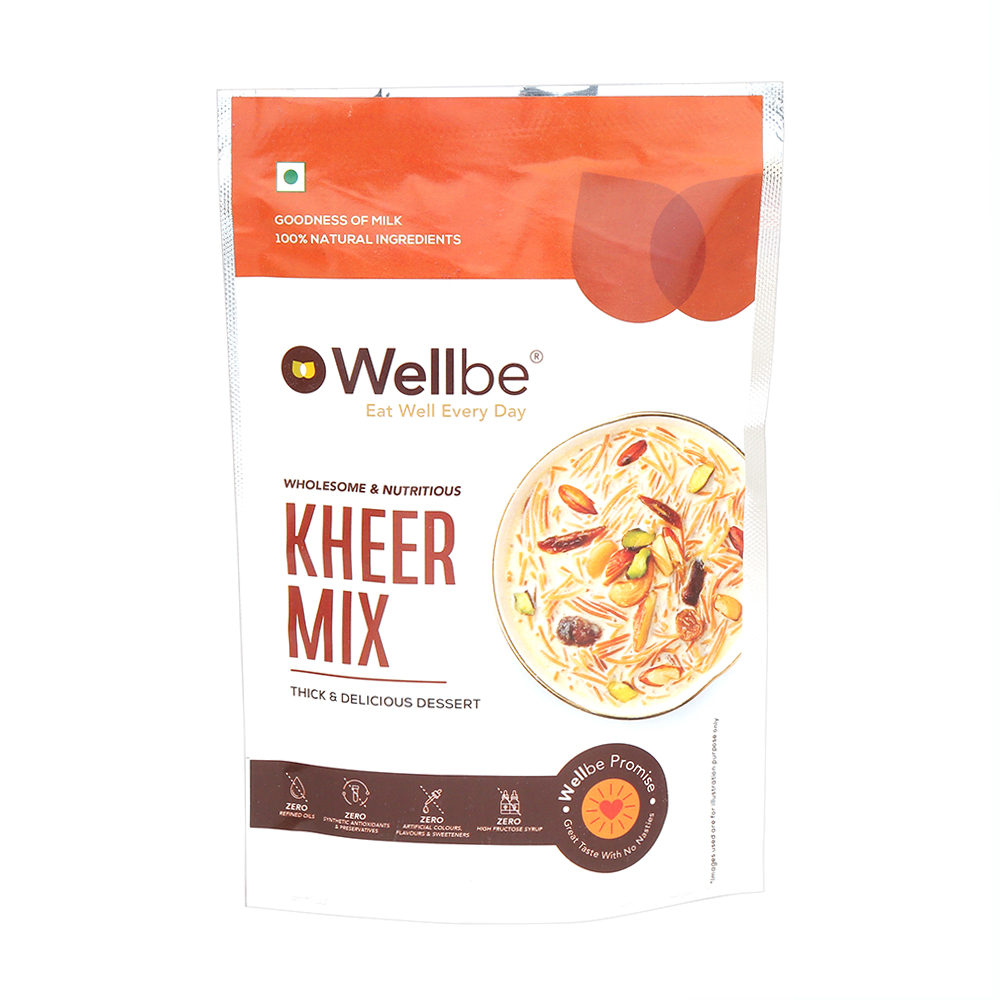 GOODNESS OF MILK
100% NATURAL INGREDIENTS
Wellbe®
Eat Well Every Day
WHOLESOME & NUTRITIOUS
KHEER
MIX
THICK & DELICIOUS DESSERT
ZERO
REFINED OILS
ZERO
SYNTHETIC ANTIOXIDANTS
& PRESERVATIVES
ZERO
ARTIFICIAL COLOURS,
FLAVOURS & SWEETENERS
ZERO
HIGH FRUCTOSE SYRUP
Wellbe Promise
Great Taste With No Nasties
*Images used are for illustration purpose only